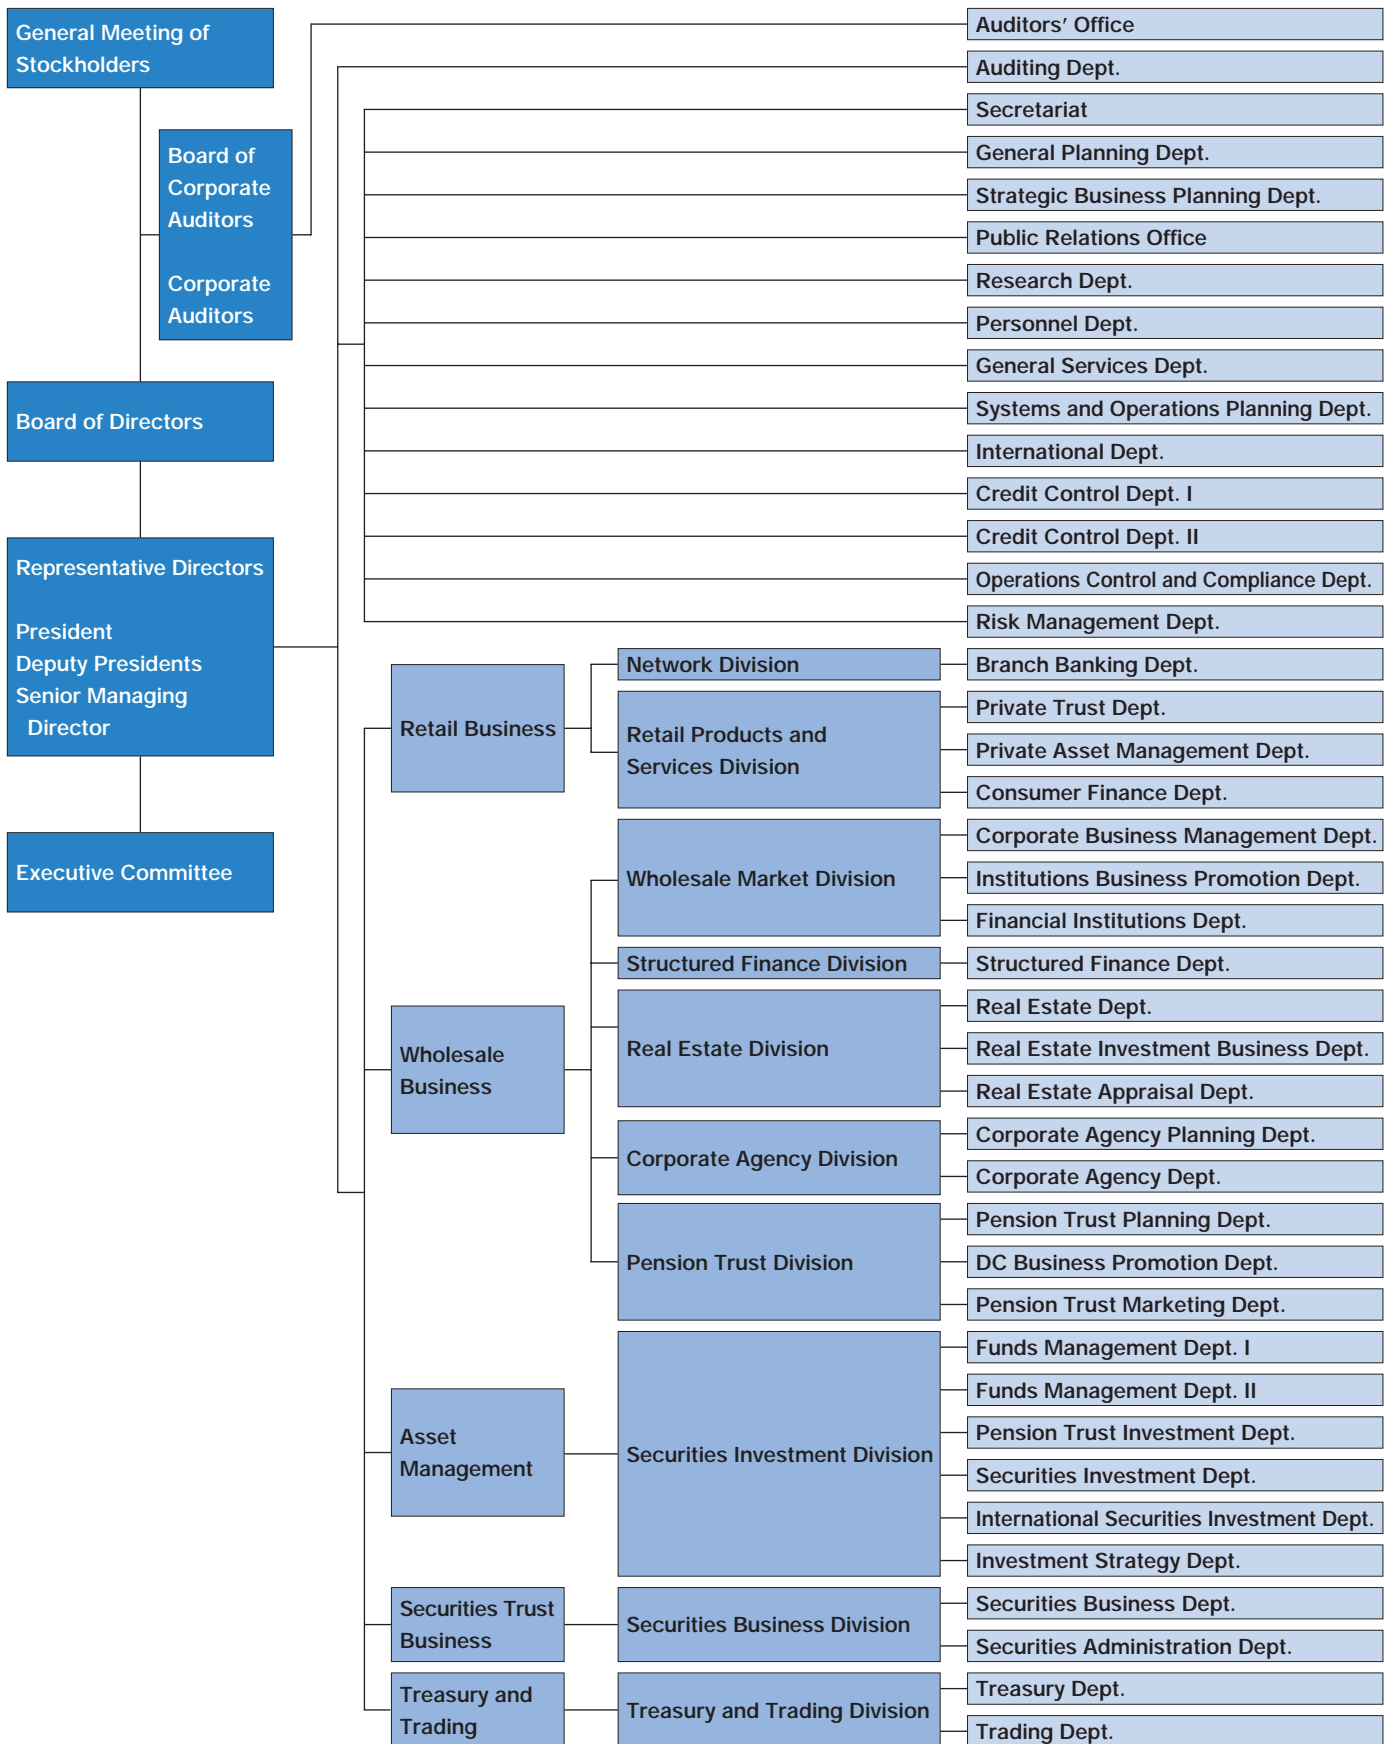 General Meeting of
Stockholders
Board of
Corporate
Auditors
Corporate
Auditors
Board of Directors
Representative Directors
President
Deputy Presidents
Senior Managing
Director
Executive Committee
Auditors’ Office
Auditing Dept.
Secretariat
General Planning Dept.
Strategic Business Planning Dept.
Public Relations Office
Research Dept.
Personnel Dept.
General Services Dept.
Systems and Operations Planning Dept.
International Dept.
Credit Control Dept. I
Credit Control Dept. II
Operations Control and Compliance Dept.
Risk Management Dept.
Retail Business
Network Division
Branch Banking Dept.
Retail Products and
Services Division
Private Trust Dept.
Private Asset Management Dept.
Consumer Finance Dept.
Wholesale
Business
Wholesale Market Division
Corporate Business Management Dept.
Institutions Business Promotion Dept.
Financial Institutions Dept.
Structured Finance Division
Structured Finance Dept.
Real Estate Division
Real Estate Dept.
Real Estate Investment Business Dept.
Real Estate Appraisal Dept.
Corporate Agency Division
Corporate Agency Planning Dept.
Corporate Agency Dept.
Pension Trust Division
Pension Trust Planning Dept.
DC Business Promotion Dept.
Pension Trust Marketing Dept.
Asset
Management
Securities Investment Division
Funds Management Dept. I
Funds Management Dept. II
Pension Trust Investment Dept.
Securities Investment Dept.
International Securities Investment Dept.
Investment Strategy Dept.
Securities Trust
Business
Securities Business Division
Securities Business Dept.
Securities Administration Dept.
Treasury and
Trading
Treasury and Trading Division
Treasury Dept.
Trading Dept.